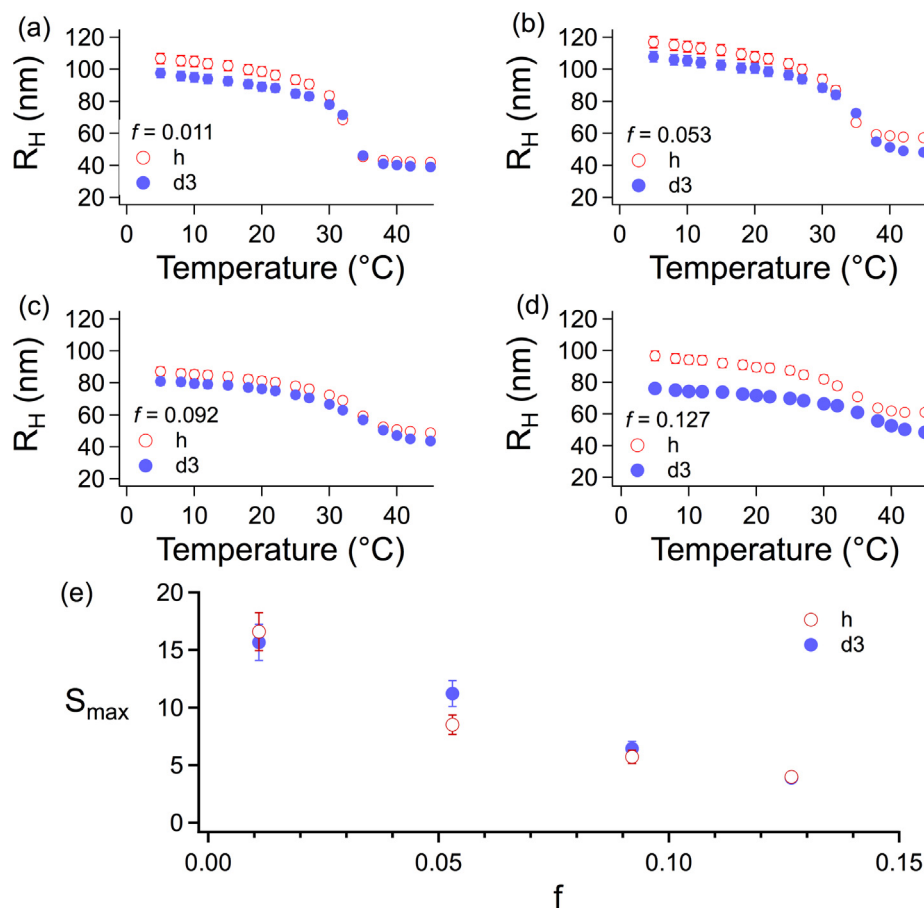 (a)
120
100
80
60
40
20
R_H (nm)
f = 0.011
h
d3
0 10 20 30 40
Temperature (°C)
(b)
120
100
80
60
40
20
R_H (nm)
f = 0.053
h
d3
0 10 20 30 40
Temperature (°C)
(c)
120
100
80
60
40
20
R_H (nm)
f = 0.092
h
d3
0 10 20 30 40
Temperature (°C)
(d)
120
100
80
60
40
20
R_H (nm)
f = 0.127
h
d3
0 10 20 30 40
Temperature (°C)
(e)
20
15
10
5
0
S_max
h
d3
0.00 0.05 0.10 0.15
f